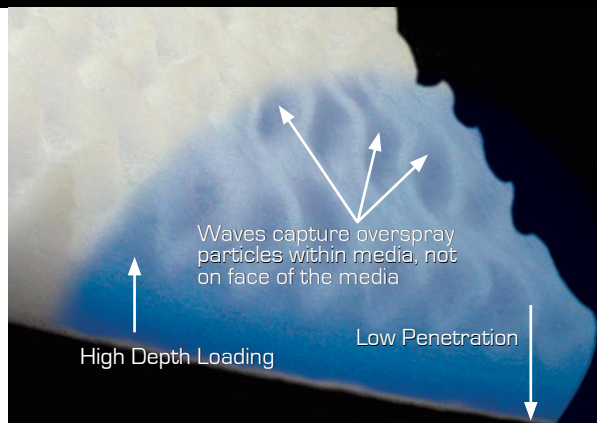 Waves capture overspray
particles within media, not
on face of the media
Low Penetration
High Depth Loading